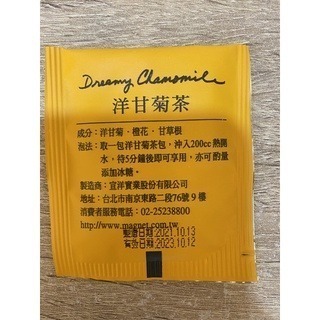 Dreamy Chamomile
洋甘菊茶
成分：洋甘菊．橙花．甘草根
泡法：取一包洋甘菊茶包，沖入200cc熱開
水，待5分鐘後即可享用，亦可酌量
添加冰糖。
製造商：宜洋實業股份有限公司
地址：台北市南京東路二段76號9樓
消費者服務電話：02-25238800
http://www.magnet.com.tw
製造日期:2021.10.13
有效日期:2023.10.12